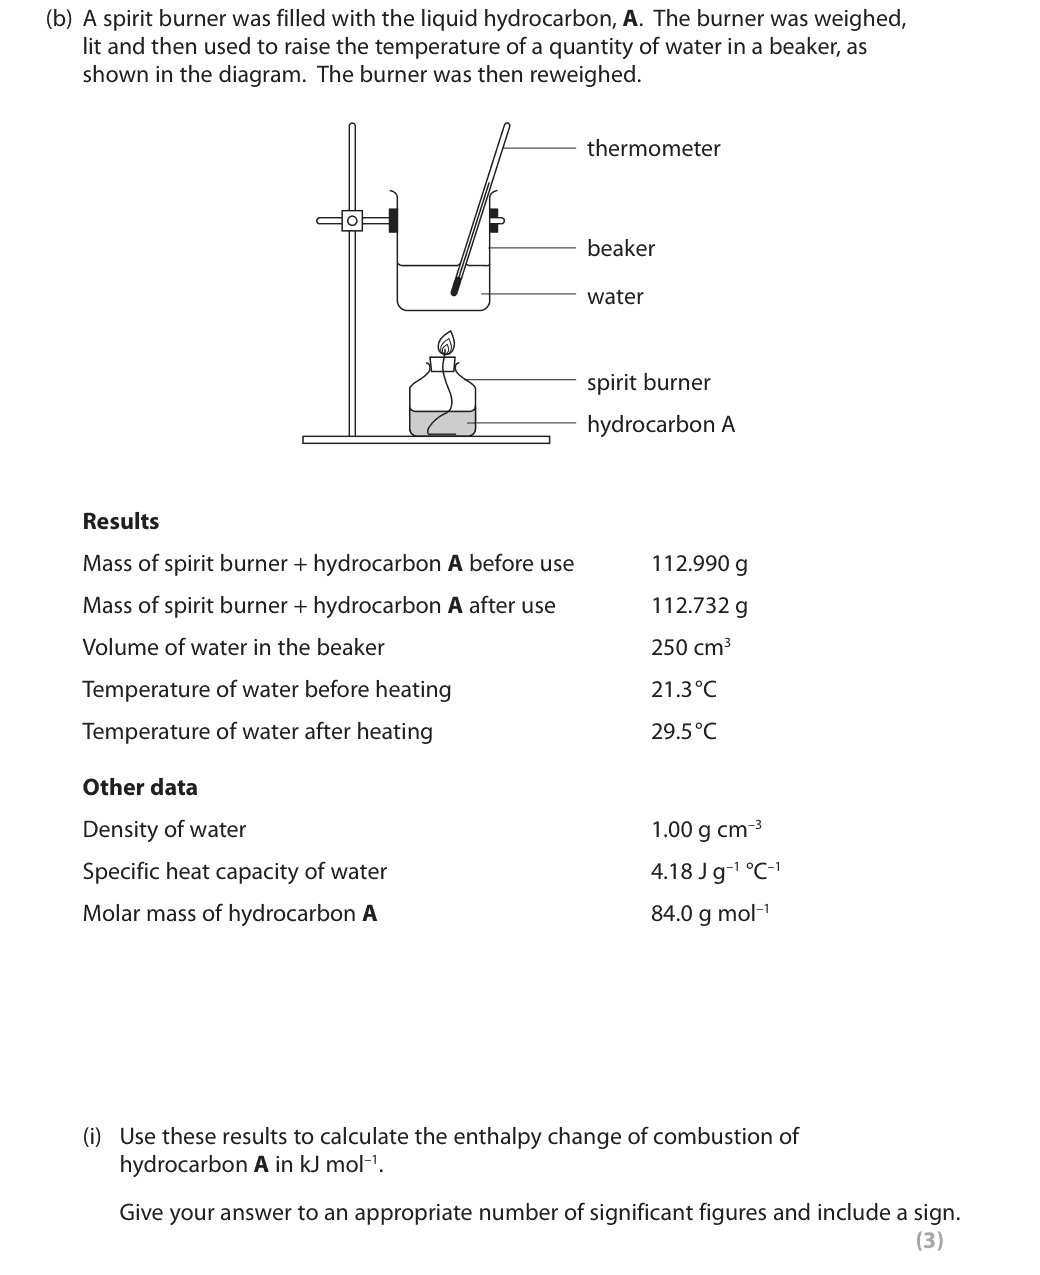 (b) A spirit burner was filled with the liquid hydrocarbon, A. The burner was weighed,
lit and then used to raise the temperature of a quantity of water in a beaker, as
shown in the diagram. The burner was then reweighed.
thermometer
beaker
water
spirit burner
hydrocarbon A
Results
Mass of spirit burner + hydrocarbon A before use 112.990 g
Mass of spirit burner + hydrocarbon A after use 112.732 g
Volume of water in the beaker 250 cm³
Temperature of water before heating 21.3 °C
Temperature of water after heating 29.5 °C
Other data
Density of water 1.00 g cm⁻³
Specific heat capacity of water 4.18 J g⁻¹ °C⁻¹
Molar mass of hydrocarbon A 84.0 g mol⁻¹
(i) Use these results to calculate the enthalpy change of combustion of
hydrocarbon A in kJ mol⁻¹.
Give your answer to an appropriate number of significant figures and include a sign.
(3)